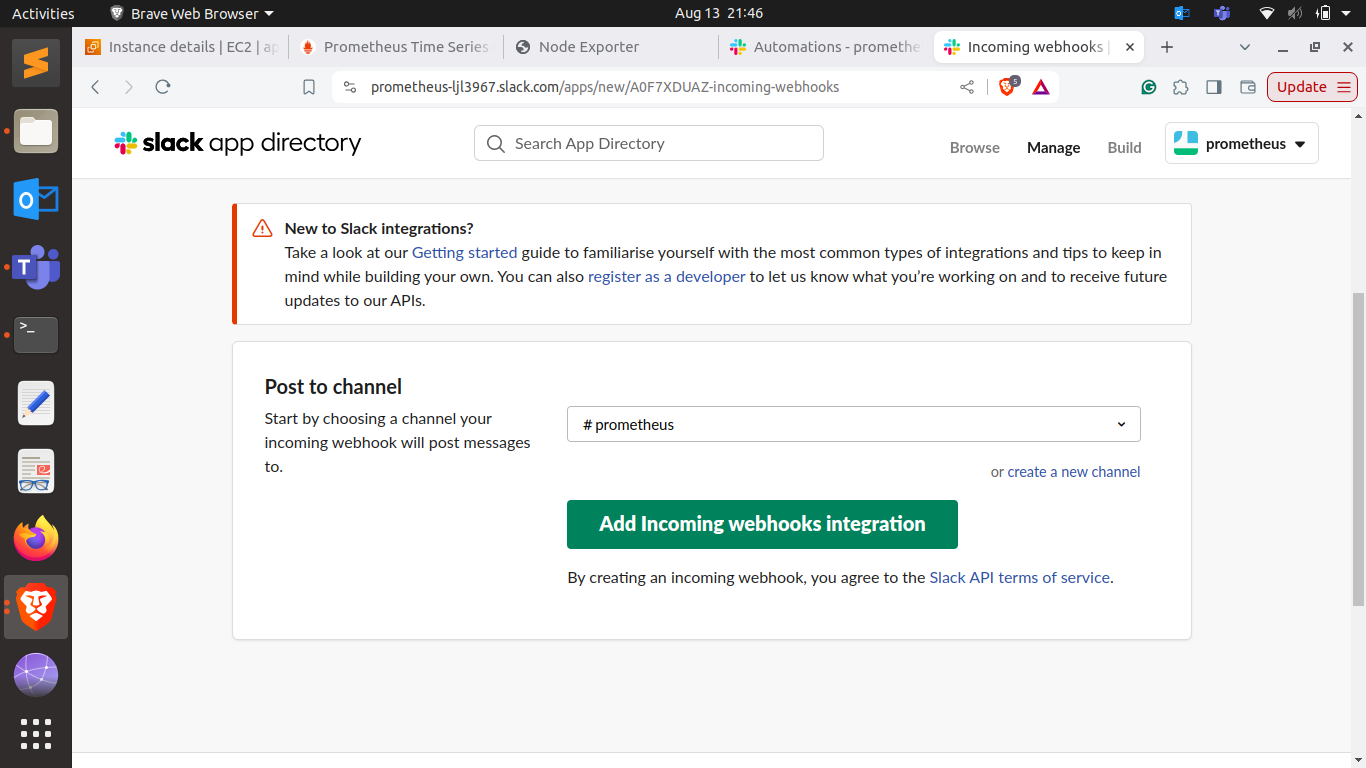 Activities
Brave Web Browser
Aug 13 21:46
Instance details | EC2 | ap
Prometheus Time Series
Node Exporter
Automations - promethe
Incoming webhooks |
prometheus-ljl3967.slack.com/apps/new/A0F7XDUAZ-incoming-webhooks
5
Update
slack app directory
Search App Directory
Browse
Manage
Build
prometheus
New to Slack integrations?
Take a look at our Getting started guide to familiarise yourself with the most common types of integrations and tips to keep in
mind while building your own. You can also register as a developer to let us know what you’re working on and to receive future
updates to our APIs.
Post to channel
Start by choosing a channel your
incoming webhook will post messages
to.
# prometheus
or create a new channel
Add Incoming webhooks integration
By creating an incoming webhook, you agree to the Slack API terms of service.